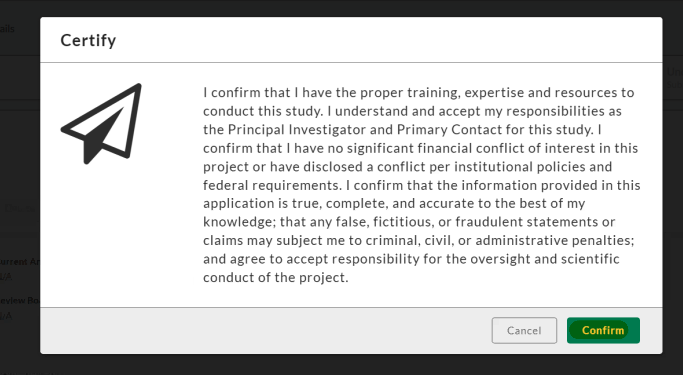 ails
Certify
I confirm that I have the proper training, expertise and resources to
conduct this study. I understand and accept my responsibilities as
the Principal Investigator and Primary Contact for this study. I
confirm that I have no significant financial conflict of interest in this
project or have disclosed a conflict per institutional policies and
federal requirements. I confirm that the information provided in this
application is true, complete, and accurate to the best of my
knowledge; that any false, fictitious, or fraudulent statements or
claims may subject me to criminal, civil, or administrative penalties;
and agree to accept responsibility for the oversight and scientific
conduct of the project.
urrent An
N/A
eview Bo
N/A
Cancel
Confirm